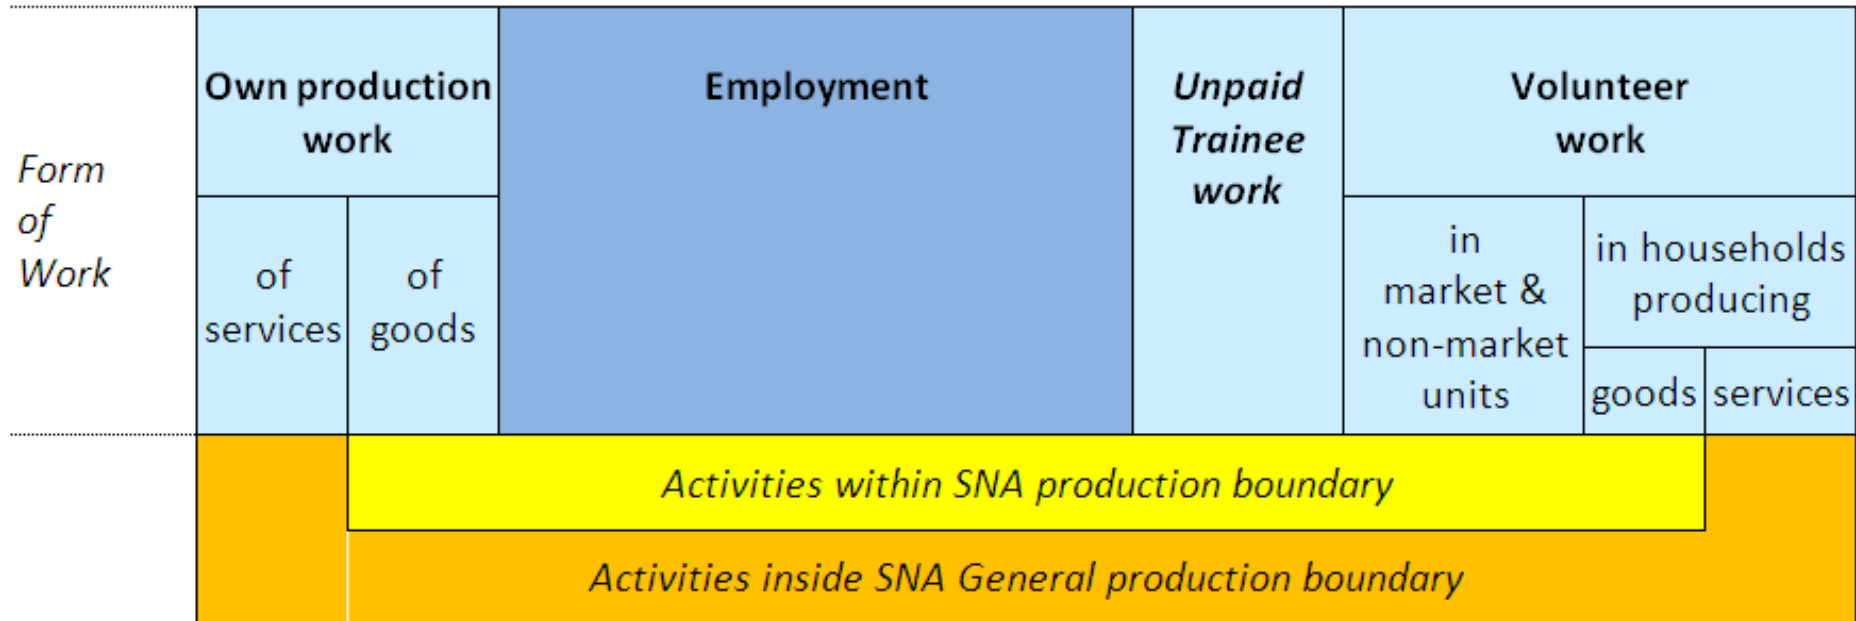 Form
of
Work
Own production
work
of
services
of
goods
Employment
Unpaid
Trainee
work
Volunteer
work
in
market &
non-market
units
in households
producing
goods
services
Activities within SNA production boundary
Activities inside SNA General production boundary